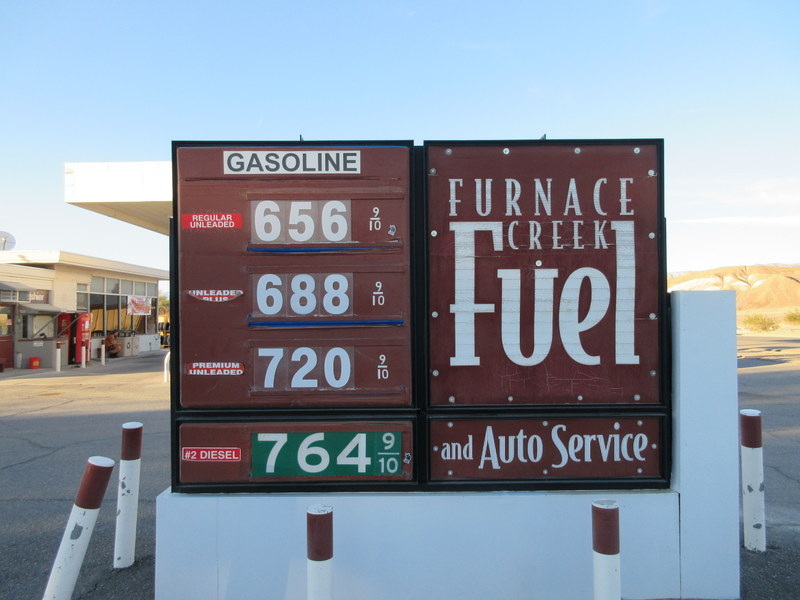 GASOLINE
REGULAR
UNLEADED
656 9/10
UNLEADED
PLUS
688 9/10
PREMIUM
UNLEADED
720 9/10
#2 DIESEL
764 9/10
FURNACE
CREEK
Fuel
and Auto Service